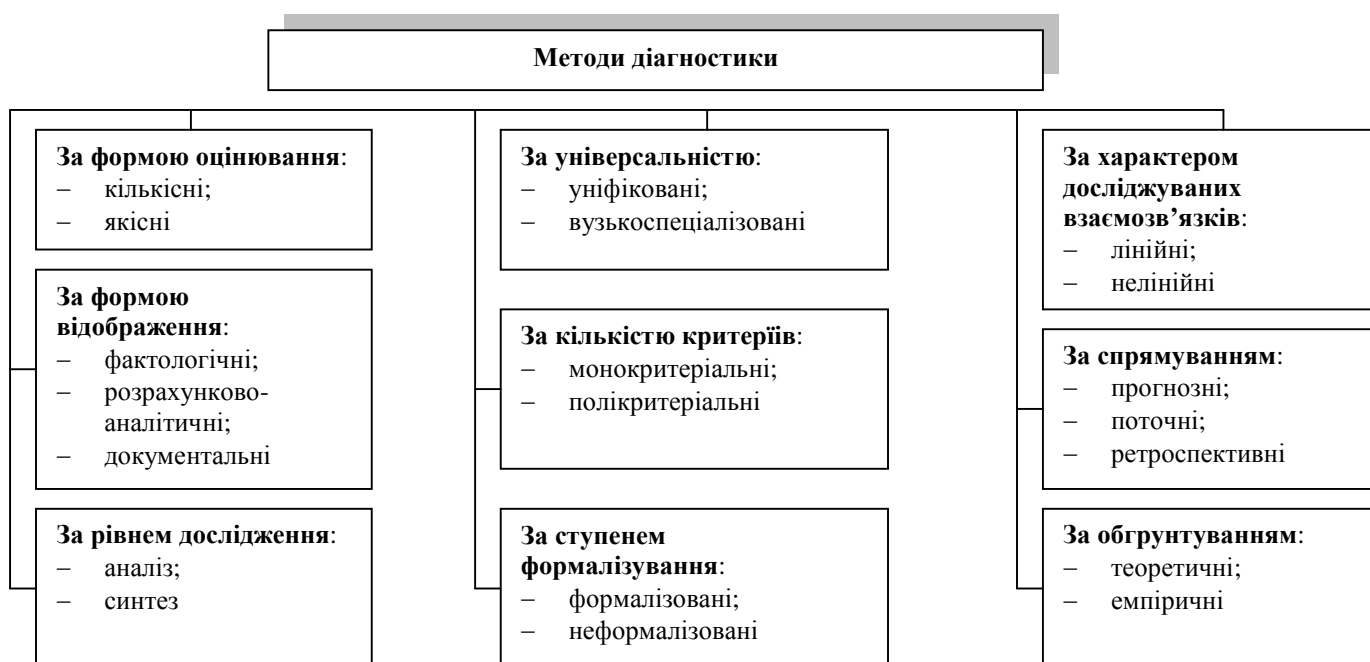 Методи діагностики
За формою оцінювання:
– кількісні;
– якісні
За формою
відображення:
– фактологічні;
– розрахунково-
аналітичні;
– документальні
За рівнем дослідження:
– аналіз;
– синтез
За універсальністю:
– уніфіковані;
– вузькоспеціалізовані
За кількістю критеріїв:
– монокритеріальні;
– полікритеріальні
За ступенем
формалізування:
– формалізовані;
– неформалізовані
За характером
досліджуваних
взаємозв’язків:
– лінійні;
– нелінійні
За спрямуванням:
– прогнозні;
– поточні;
– ретроспективні
За обгрунтуванням:
– теоретичні;
– емпіричні